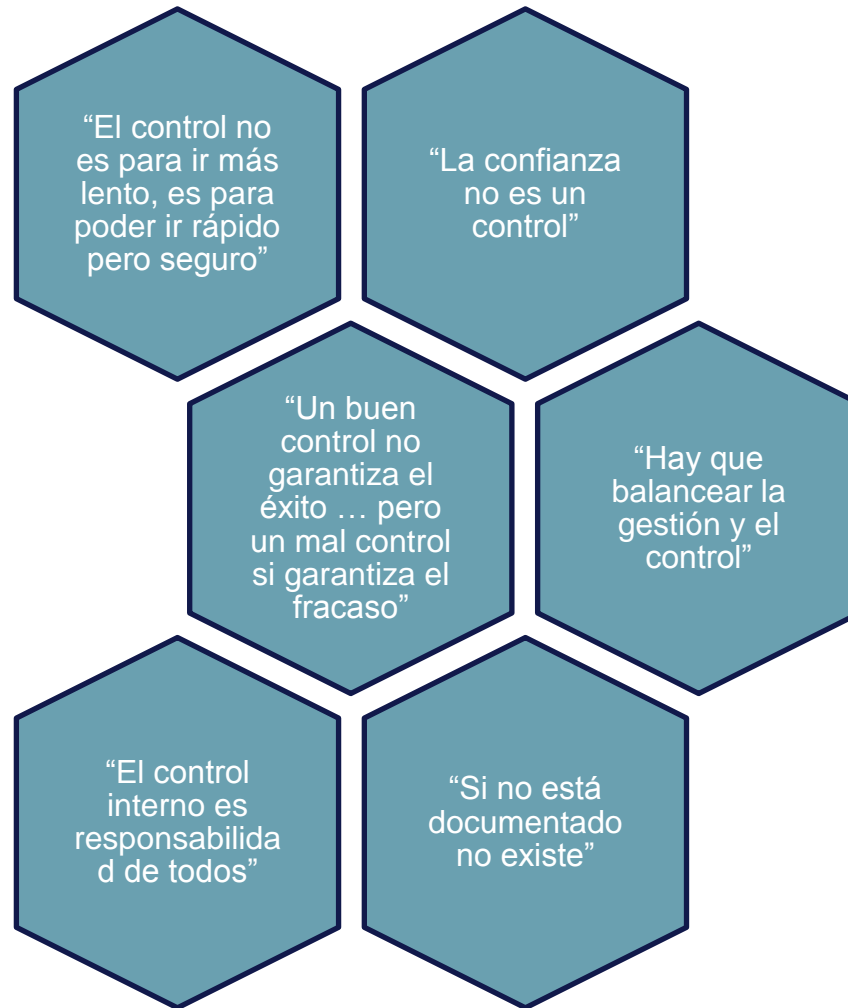 “El control no
es para ir más
lento, es para
poder ir rápido
pero seguro”
“La confianza
no es un
control”
“Un buen
control no
garantiza el
éxito … pero
un mal control
si garantiza el
fracaso”
“Hay que
balancear la
gestión y el
control”
“El control
interno es
responsabilida
d de todos”
“Si no está
documentado
no existe”